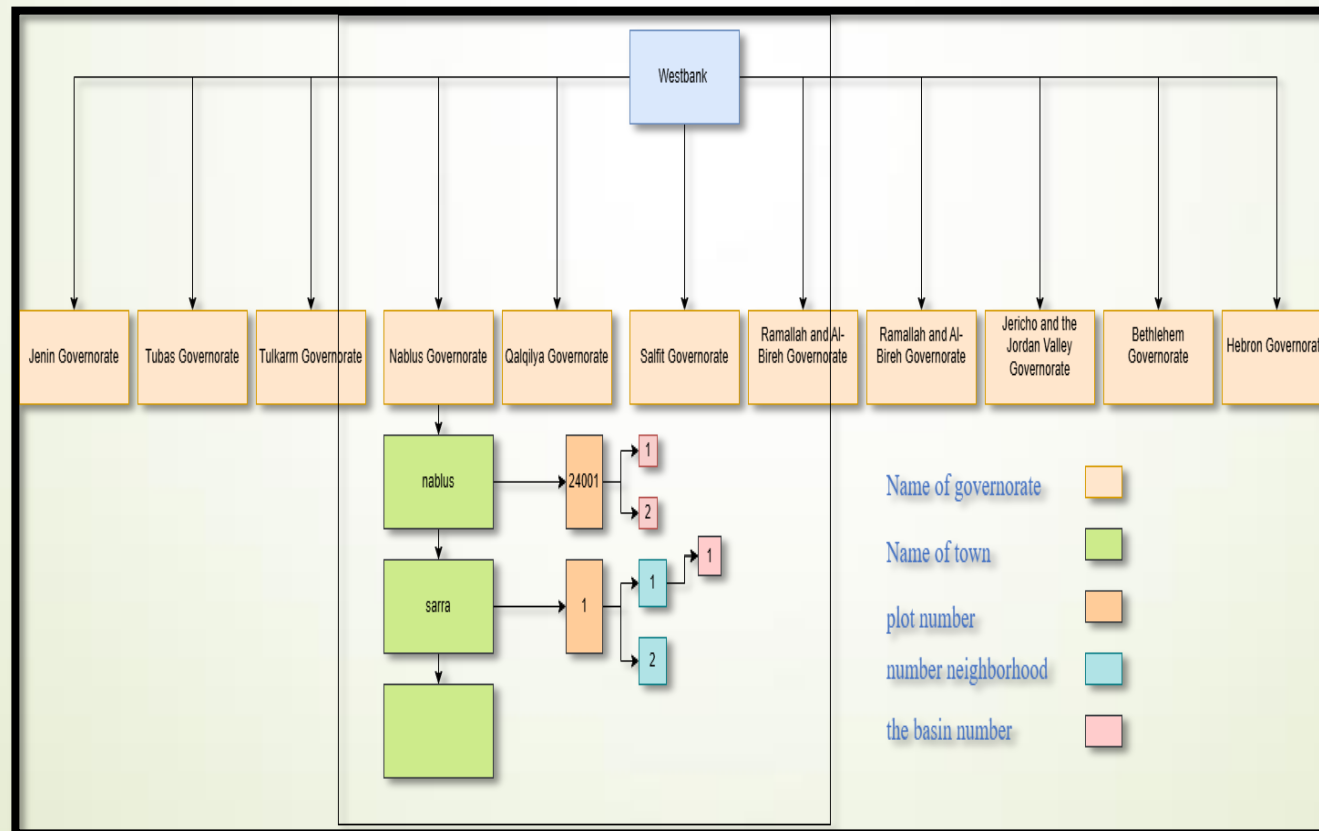 Westbank
Jenin Governorate
Tubas Governorate
Tulkarm Governorate
Nablus Governorate
Qalqilya Governorate
Salfit Governorate
Ramallah and Al-
Bireh Governorate
Ramallah and Al-
Bireh Governorate
Jericho and the
Jordan Valley
Governorate
Bethlehem
Governorate
Hebron Governorat
nablus
24001
1
2
sarra
1
1
1
2
Name of governorate
Name of town
plot number
number neighborhood
the basin number